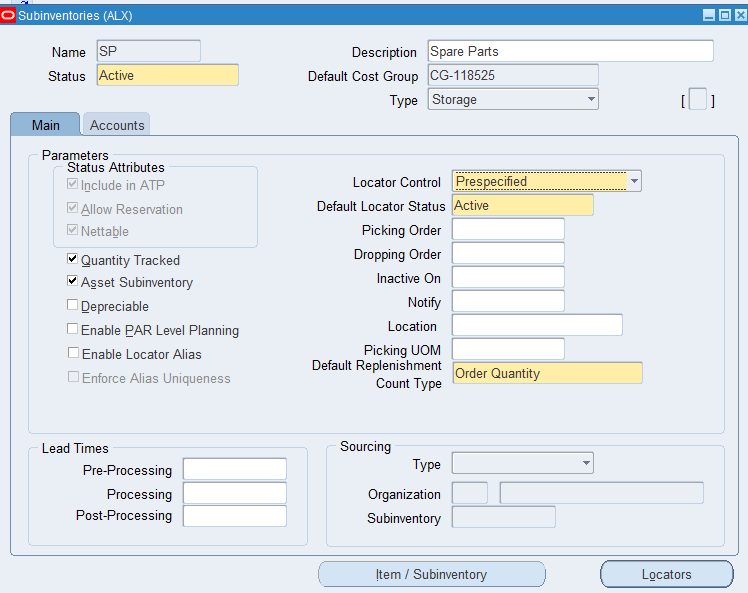 Subinventories (ALX)
Name SP
Description Spare Parts
Status Active
Default Cost Group CG-118525
Type Storage
[ ]
Main
Accounts
Parameters
Status Attributes
Include in ATP
Allow Reservation
Nettable
Quantity Tracked
Asset Subinventory
Depreciable
Enable PAR Level Planning
Enable Locator Alias
Enforce Alias Uniqueness
Locator Control Prespecified
Default Locator Status Active
Picking Order
Dropping Order
Inactive On
Notify
Location
Picking UOM
Default Replenishment
Count Type Order Quantity
Lead Times
Pre-Processing
Processing
Post-Processing
Sourcing
Type
Organization
Subinventory
Item / Subinventory
Locators